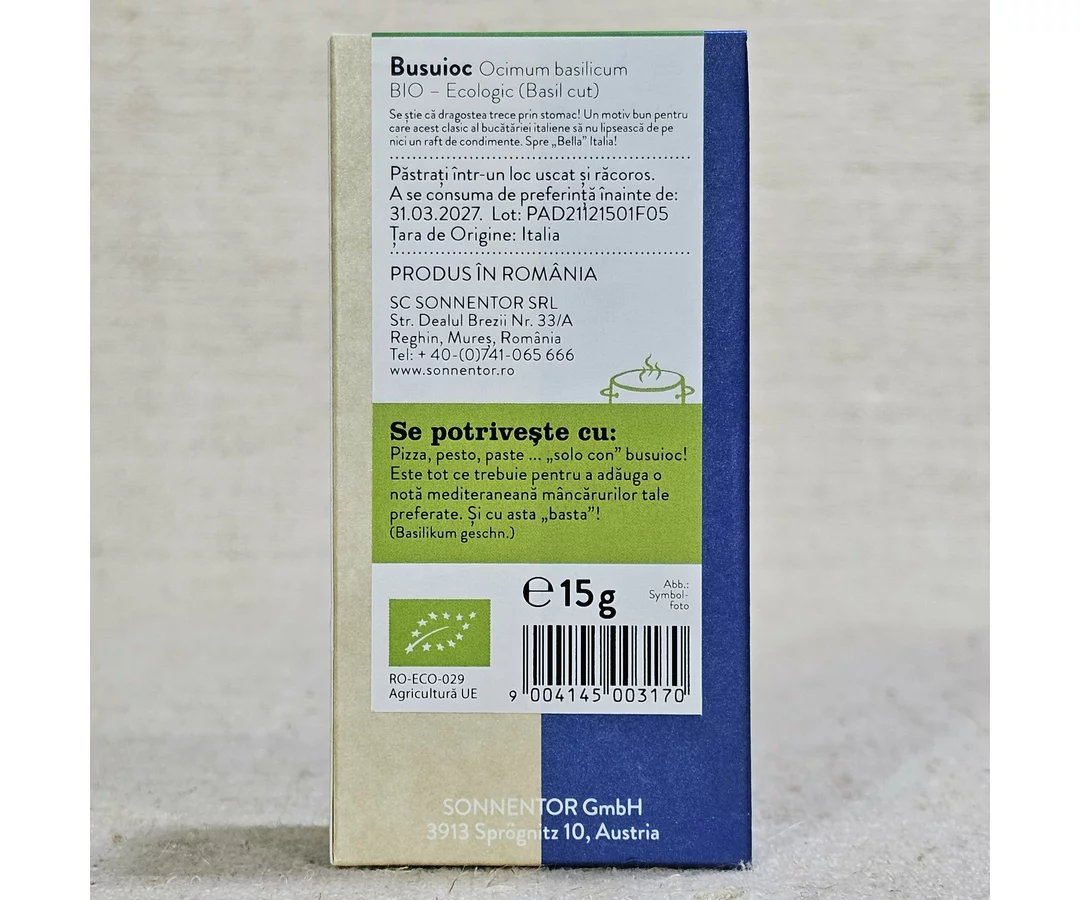 Busuioc Ocimum basilicum
BIO – Ecologic (Basil cut)
Se știe că dragostea trece prin stomac! Un motiv bun pentru
care acest clasic al bucătăriei italiene să nu lipsească de pe
nici un raft de condimente. Spre „Bella” Italia!
Păstrați într-un loc uscat și răcoros.
A se consuma de preferință înainte de:
31.03.2027. Lot: PAD21121501F05
Țara de Origine: Italia
PRODUS ÎN ROMÂNIA
SC SONNENTOR SRL
Str. Dealul Brezii Nr. 33/A
Reghin, Mureș, România
Tel: + 40-(0)741-065 666
www.sonnentor.ro
Se potrivește cu:
Pizza, pesto, paste ... „solo con” busuioc!
Este tot ce trebuie pentru a adăuga o
notă mediteraneană mâncărurilor tale
preferate. Și cu asta „basta”!
(Basilikum geschn.)
℮ 15g
Abb.:
Symbol-
foto
RO-ECO-029
Agricultură UE
9 004145 003170
SONNENTOR GmbH
3913 Sprögnitz 10, Austria